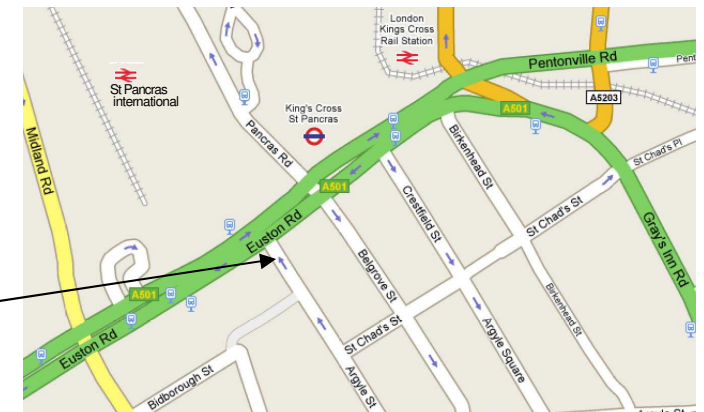 London
Kings Cross
Rail Station
Pentonville Rd
Pent
St Pancras
international
A5203
A501
King's Cross
St Pancras
Pancras Rd
Birkenhead St
St Chad's Pl
Midland Rd
A501
Crestfield St
St Chad's St
Gray's Inn Rd
Euston Rd
Belgrove St
A501
Birkenhead St
Argyle Square
St Chad's St
Euston Rd
Bidborough St
Argyle St